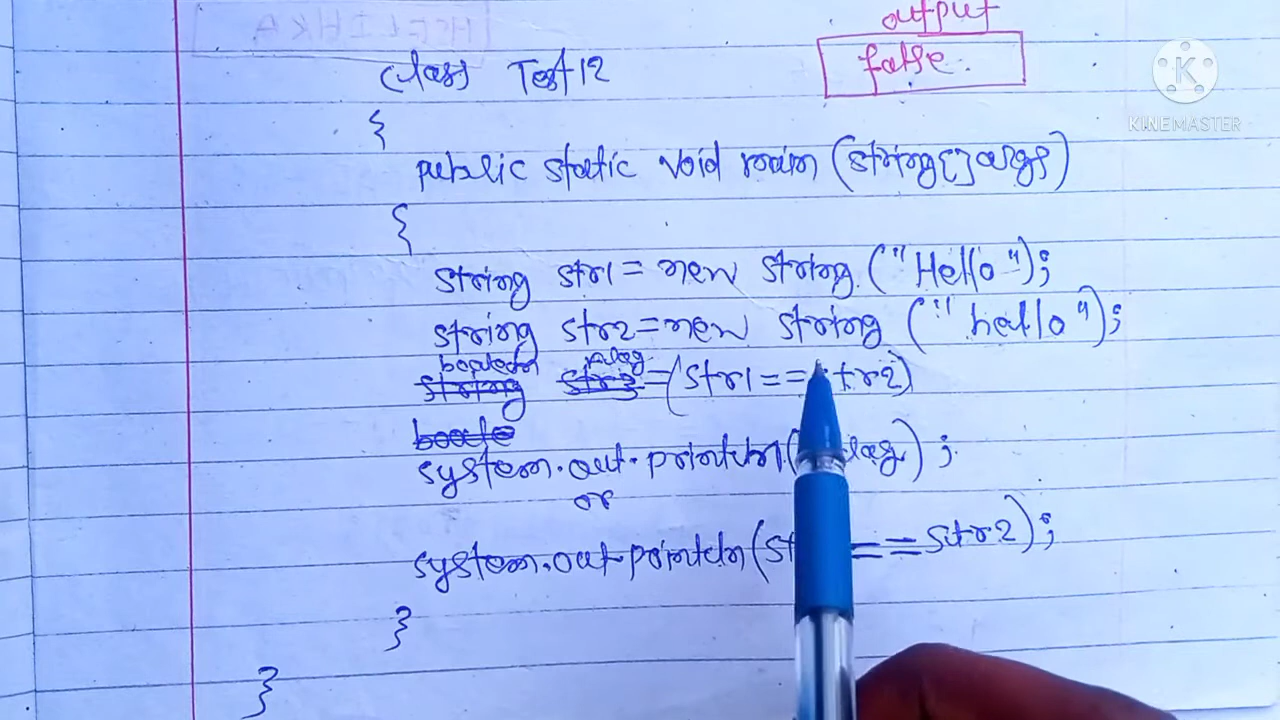 output
false.
class Test12
{
public static void main (string[] args)
{
string str1 = new string ("Hello");
string str2 = new string ("hello");
boolean flag
string str3 = (str1 == str2)
boole
system.out.println( flag );
or
system.out.println(st == str2);
}
}
KINEMASTER